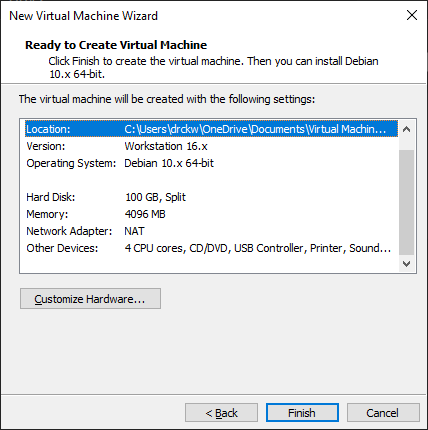 New Virtual Machine Wizard
Ready to Create Virtual Machine
Click Finish to create the virtual machine. Then you can install Debian
10.x 64-bit.
The virtual machine will be created with the following settings:
Location: C:\Users\drckw\OneDrive\Documents\Virtual Machin...
Version: Workstation 16.x
Operating System: Debian 10.x 64-bit
Hard Disk: 100 GB, Split
Memory: 4096 MB
Network Adapter: NAT
Other Devices: 4 CPU cores, CD/DVD, USB Controller, Printer, Sound...
Customize Hardware...
< Back Finish Cancel